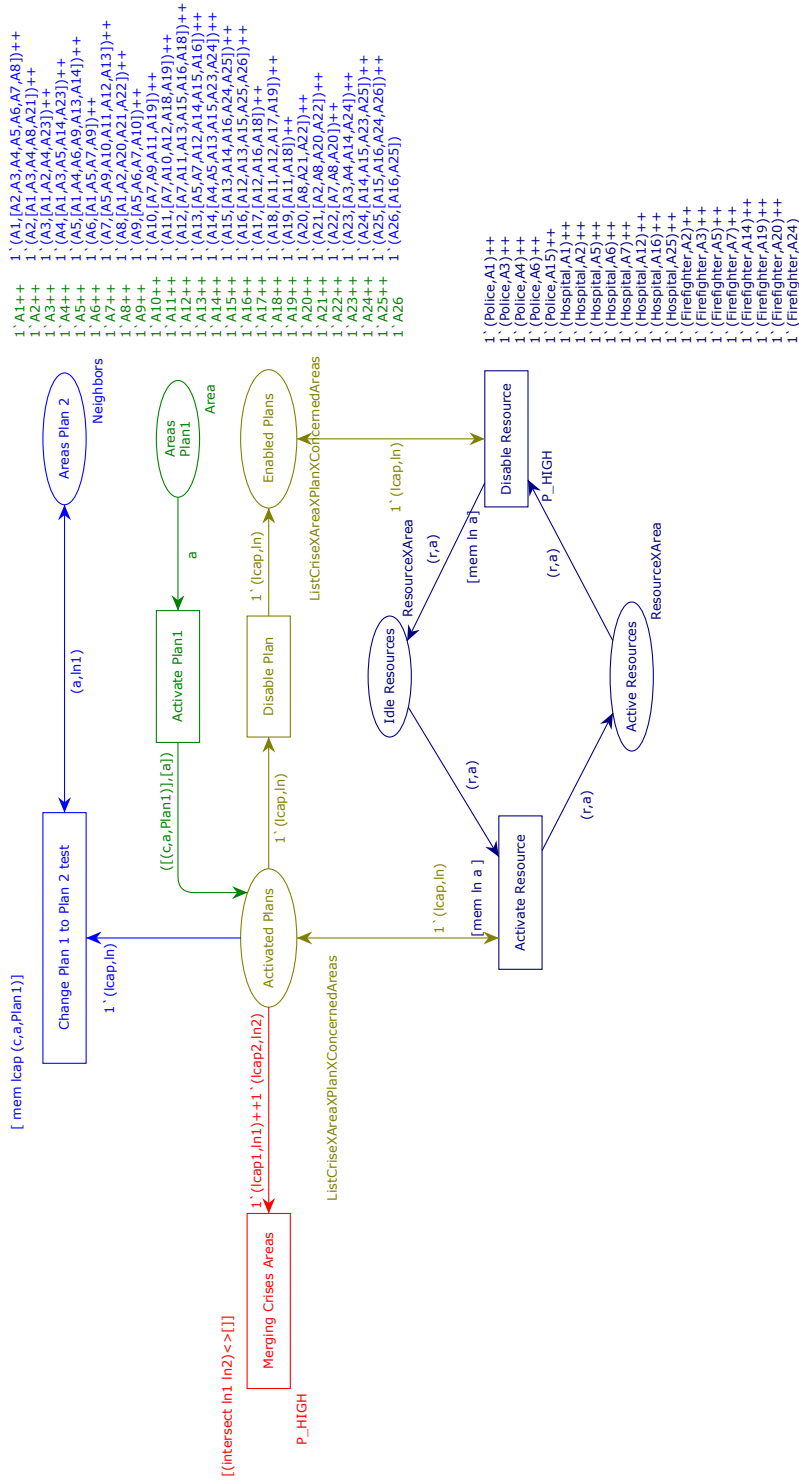 [ mem lcap (c,a,Plan1)]
Change Plan 1 to Plan 2 test
(a,ln1)
Areas Plan 2
Neighbors
1`(lcap,ln)
([(c,a,Plan1)],[a])
Activate Plan1
a
Areas
Plan1
Area
[(intersect ln1 ln2)<>[]]
Merging Crises Areas
P_HIGH
1`(lcap1,ln1)++1`(lcap2,ln2)
Activated Plans
ListCriseXAreaXPlanXConcernedAreas
1`(lcap,ln)
Disable Plan
1`(lcap,ln)
Enabled Plans
ListCriseXAreaXPlanXConcernedAreas
1`A1++
1`A2++
1`A3++
1`A4++
1`A5++
1`A6++
1`A7++
1`A8++
1`A9++
1`A10++
1`A11++
1`A12++
1`A13++
1`A14++
1`A15++
1`A16++
1`A17++
1`A18++
1`A19++
1`A20++
1`A21++
1`A22++
1`A23++
1`A24++
1`A25++
1`A26
1`(A1,[A2,A3,A4,A5,A6,A7,A8])++
1`(A2,[A1,A3,A4,A8,A21])++
1`(A3,[A1,A2,A4,A23])++
1`(A4,[A1,A3,A5,A14,A23])++
1`(A5,[A1,A4,A6,A9,A13,A14])++
1`(A6,[A1,A5,A7,A9])++
1`(A7,[A5,A9,A10,A11,A12,A13])++
1`(A8,[A1,A2,A20,A21,A22])++
1`(A9,[A5,A6,A7,A10])++
1`(A10,[A7,A9,A11,A19])++
1`(A11,[A7,A10,A12,A18,A19])++
1`(A12,[A7,A11,A13,A15,A16,A18])++
1`(A13,[A5,A7,A12,A14,A15,A16])++
1`(A14,[A4,A5,A13,A15,A23,A24])++
1`(A15,[A13,A14,A16,A24,A25])++
1`(A16,[A12,A13,A15,A25,A26])++
1`(A17,[A12,A16,A18])++
1`(A18,[A11,A12,A17,A19])++
1`(A19,[A11,A18])++
1`(A20,[A8,A21,A22])++
1`(A21,[A2,A8,A20,A22])++
1`(A22,[A7,A8,A20])++
1`(A23,[A3,A4,A14,A24])++
1`(A24,[A14,A15,A23,A25])++
1`(A25,[A15,A16,A24,A26])++
1`(A26,[A16,A25])
1`(lcap,ln)
1`(lcap,ln)
Idle Resources
ResourceXArea
(r,a)
(r,a)
[mem ln a ]
[mem ln a]
Activate Resource
Disable Resource
P_HIGH
(r,a)
(r,a)
Active Resources
ResourceXArea
1`(Police,A1)++
1`(Police,A3)++
1`(Police,A4)++
1`(Police,A6)++
1`(Police,A15)++
1`(Hospital,A1)++
1`(Hospital,A2)++
1`(Hospital,A5)++
1`(Hospital,A6)++
1`(Hospital,A7)++
1`(Hospital,A12)++
1`(Hospital,A16)++
1`(Hospital,A25)++
1`(Firefighter,A2)++
1`(Firefighter,A3)++
1`(Firefighter,A5)++
1`(Firefighter,A7)++
1`(Firefighter,A14)++
1`(Firefighter,A19)++
1`(Firefighter,A20)++
1`(Firefighter,A24)